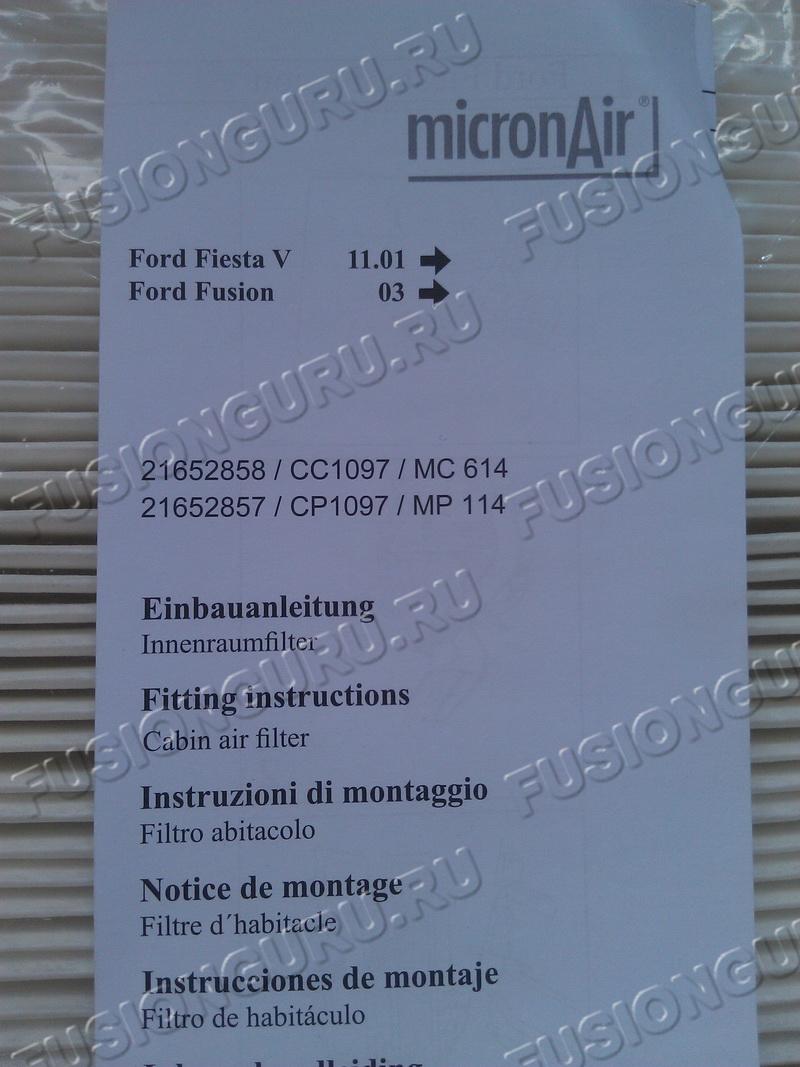 micronAir®
Ford Fiesta V 11.01 ➡
Ford Fusion 03 ➡
21652858 / CC1097 / MC 614
21652857 / CP1097 / MP 114
Einbauanleitung
Innenraumfilter
Fitting instructions
Cabin air filter
Instruzioni di montaggio
Filtro abitacolo
Notice de montage
Filtre d´habitacle
Instrucciones de montaje
Filtro de habitáculo
FUSIONGURU.RU
FUSIONGURU.RU
FUSIONGURU.RU
FUSIONGURU.RU